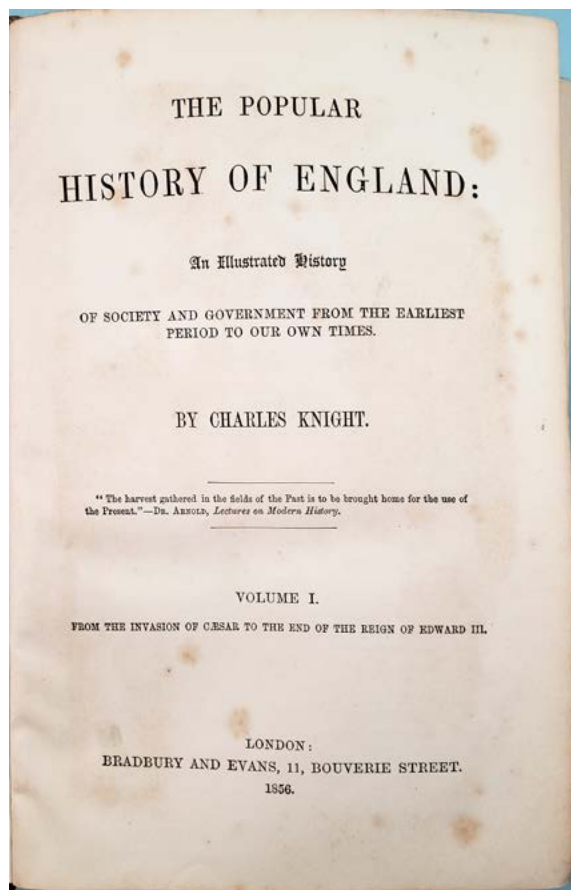 THE POPULAR
HISTORY OF ENGLAND:
An Illustrated History
OF SOCIETY AND GOVERNMENT FROM THE EARLIEST
PERIOD TO OUR OWN TIMES.
BY CHARLES KNIGHT.
"The harvest gathered in the fields of the Past is to be brought home for the use of
the Present."—DR. ARNOLD, Lectures on Modern History.
VOLUME I.
FROM THE INVASION OF CÆSAR TO THE END OF THE REIGN OF EDWARD III.
LONDON:
BRADBURY AND EVANS, 11, BOUVERIE STREET.
1856.